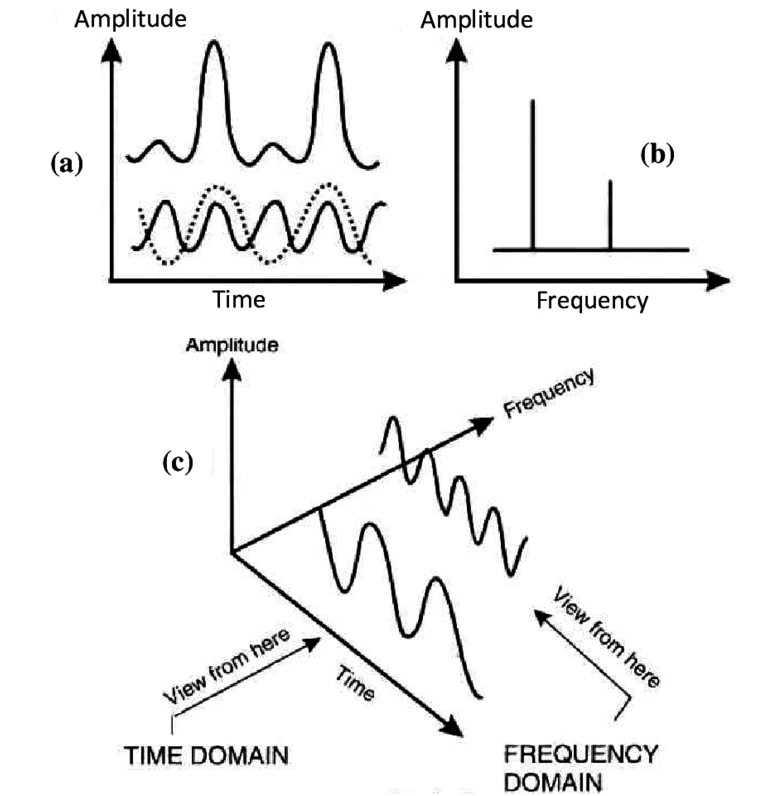 Amplitude
Amplitude
(a)
(b)
Time
Frequency
Amplitude
Frequency
(c)
View from here
Time
View from here
TIME DOMAIN
FREQUENCY
DOMAIN